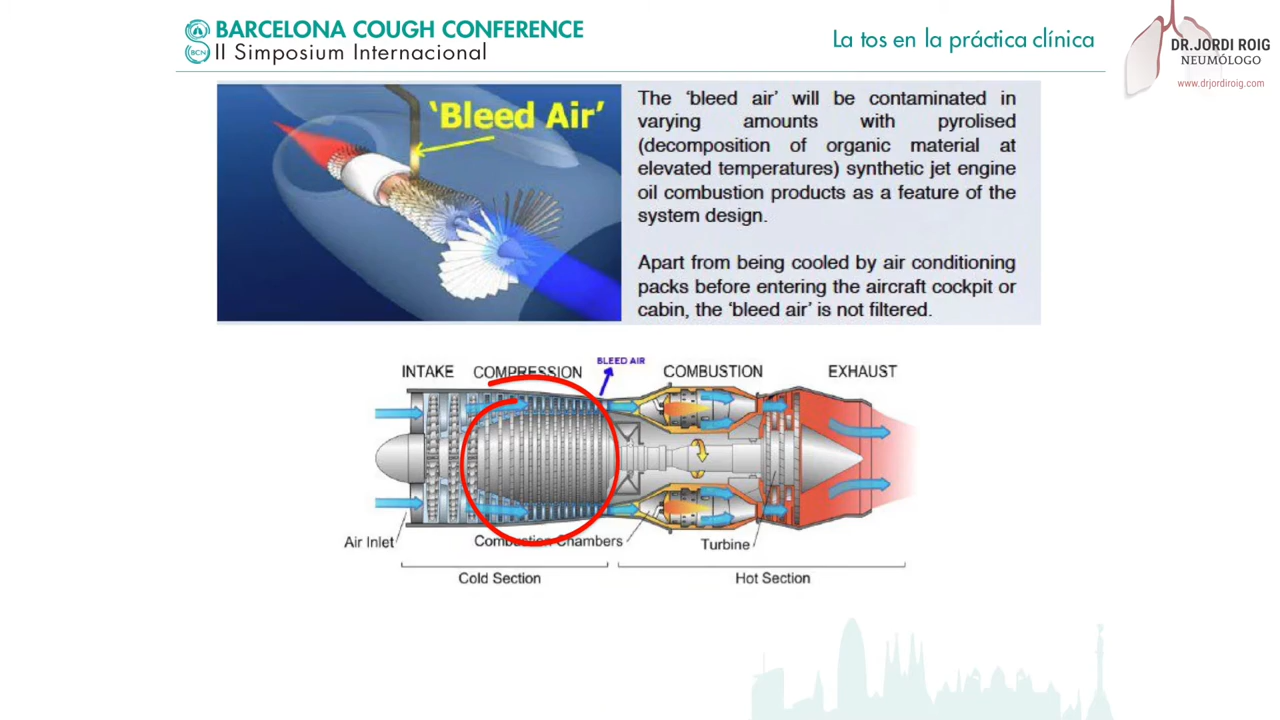 BARCELONA COUGH CONFERENCE
BCN
II Simposium Internacional
La tos en la práctica clínica
DR.JORDI ROIG
NEUMÓLOGO
www.drjordiroig.com
‘Bleed Air’
The ‘bleed air’ will be contaminated in
varying amounts with pyrolised
(decomposition of organic material at
elevated temperatures) synthetic jet engine
oil combustion products as a feature of the
system design.
Apart from being cooled by air conditioning
packs before entering the aircraft cockpit or
cabin, the ‘bleed air’ is not filtered.
BLEED AIR
INTAKE COMPRESSION COMBUSTION EXHAUST
Air Inlet Combustion Chambers Turbine
Cold Section Hot Section